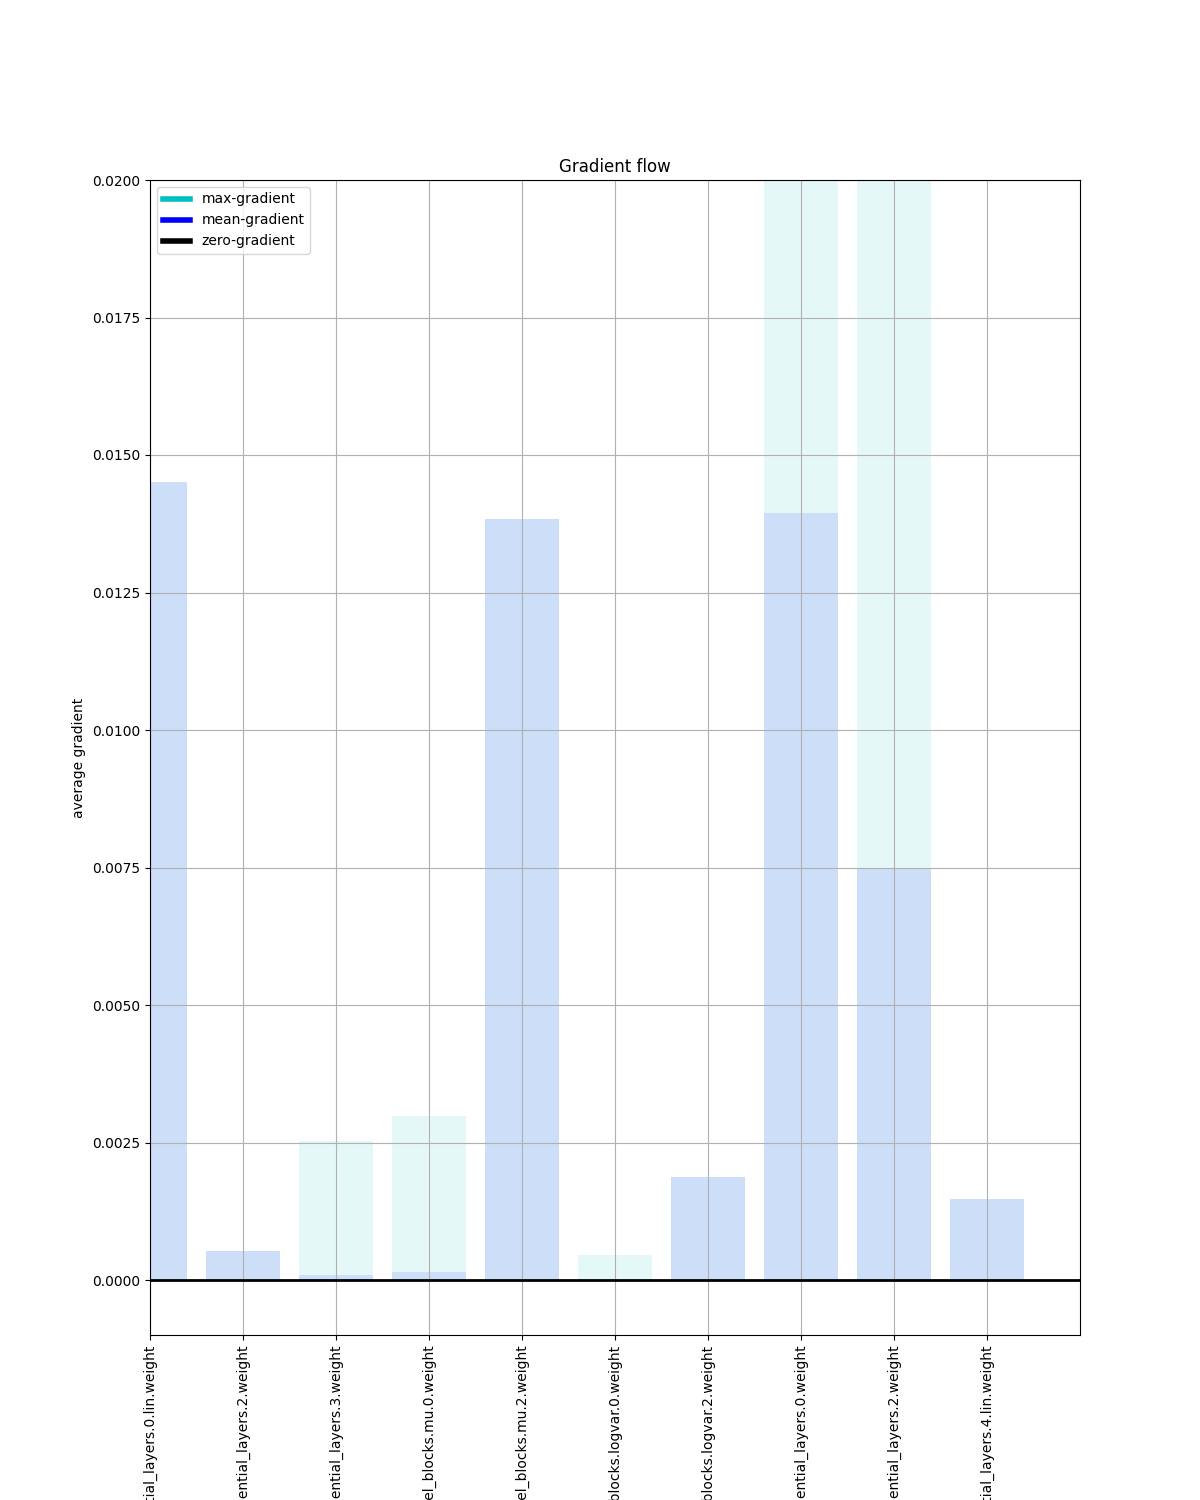 Gradient flow
max-gradient
mean-gradient
zero-gradient
0.0200
0.0175
0.0150
0.0125
0.0100
0.0075
0.0050
0.0025
0.0000
average gradient
tial_layers.0.lin.weight
ential_layers.2.weight
ential_layers.3.weight
el_blocks.mu.0.weight
el_blocks.mu.2.weight
blocks.logvar.0.weight
blocks.logvar.2.weight
ential_layers.0.weight
ential_layers.2.weight
tial_layers.4.lin.weight